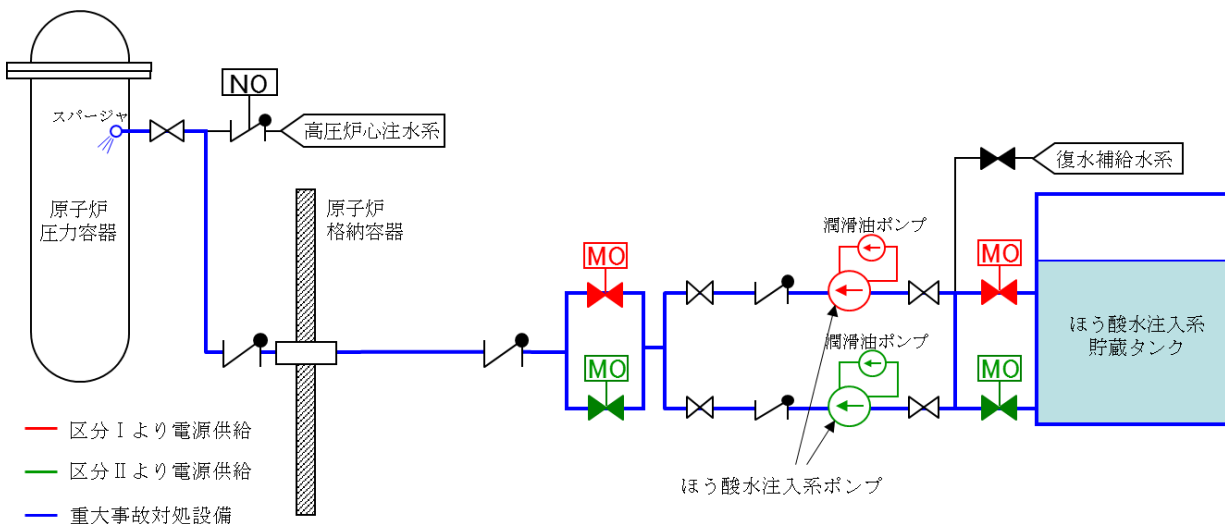 NO
スパージャ
高圧炉心注水系
復水補給水系
原子炉
圧力容器
原子炉
格納容器
潤滑油ポンプ
MO
MO
ほう酸水注入系
貯蔵タンク
潤滑油ポンプ
MO
MO
区分Ⅰより電源供給
区分Ⅱより電源供給
ほう酸水注入系ポンプ
重大事故対処設備